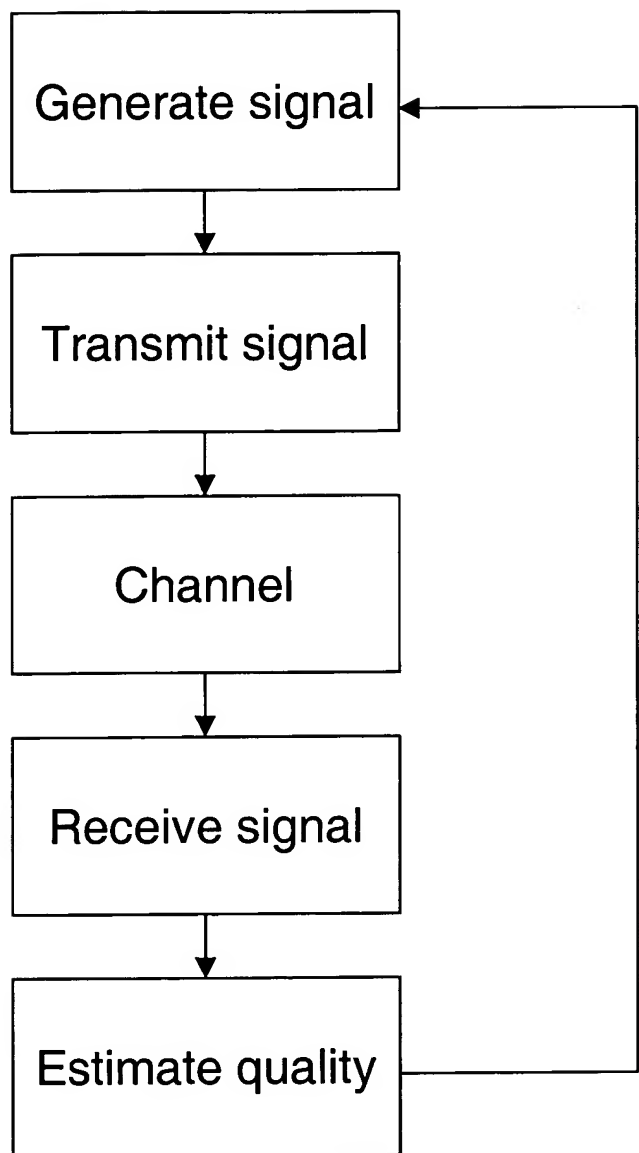 Generate signal
Transmit signal
Channel
Receive signal
Estimate quality